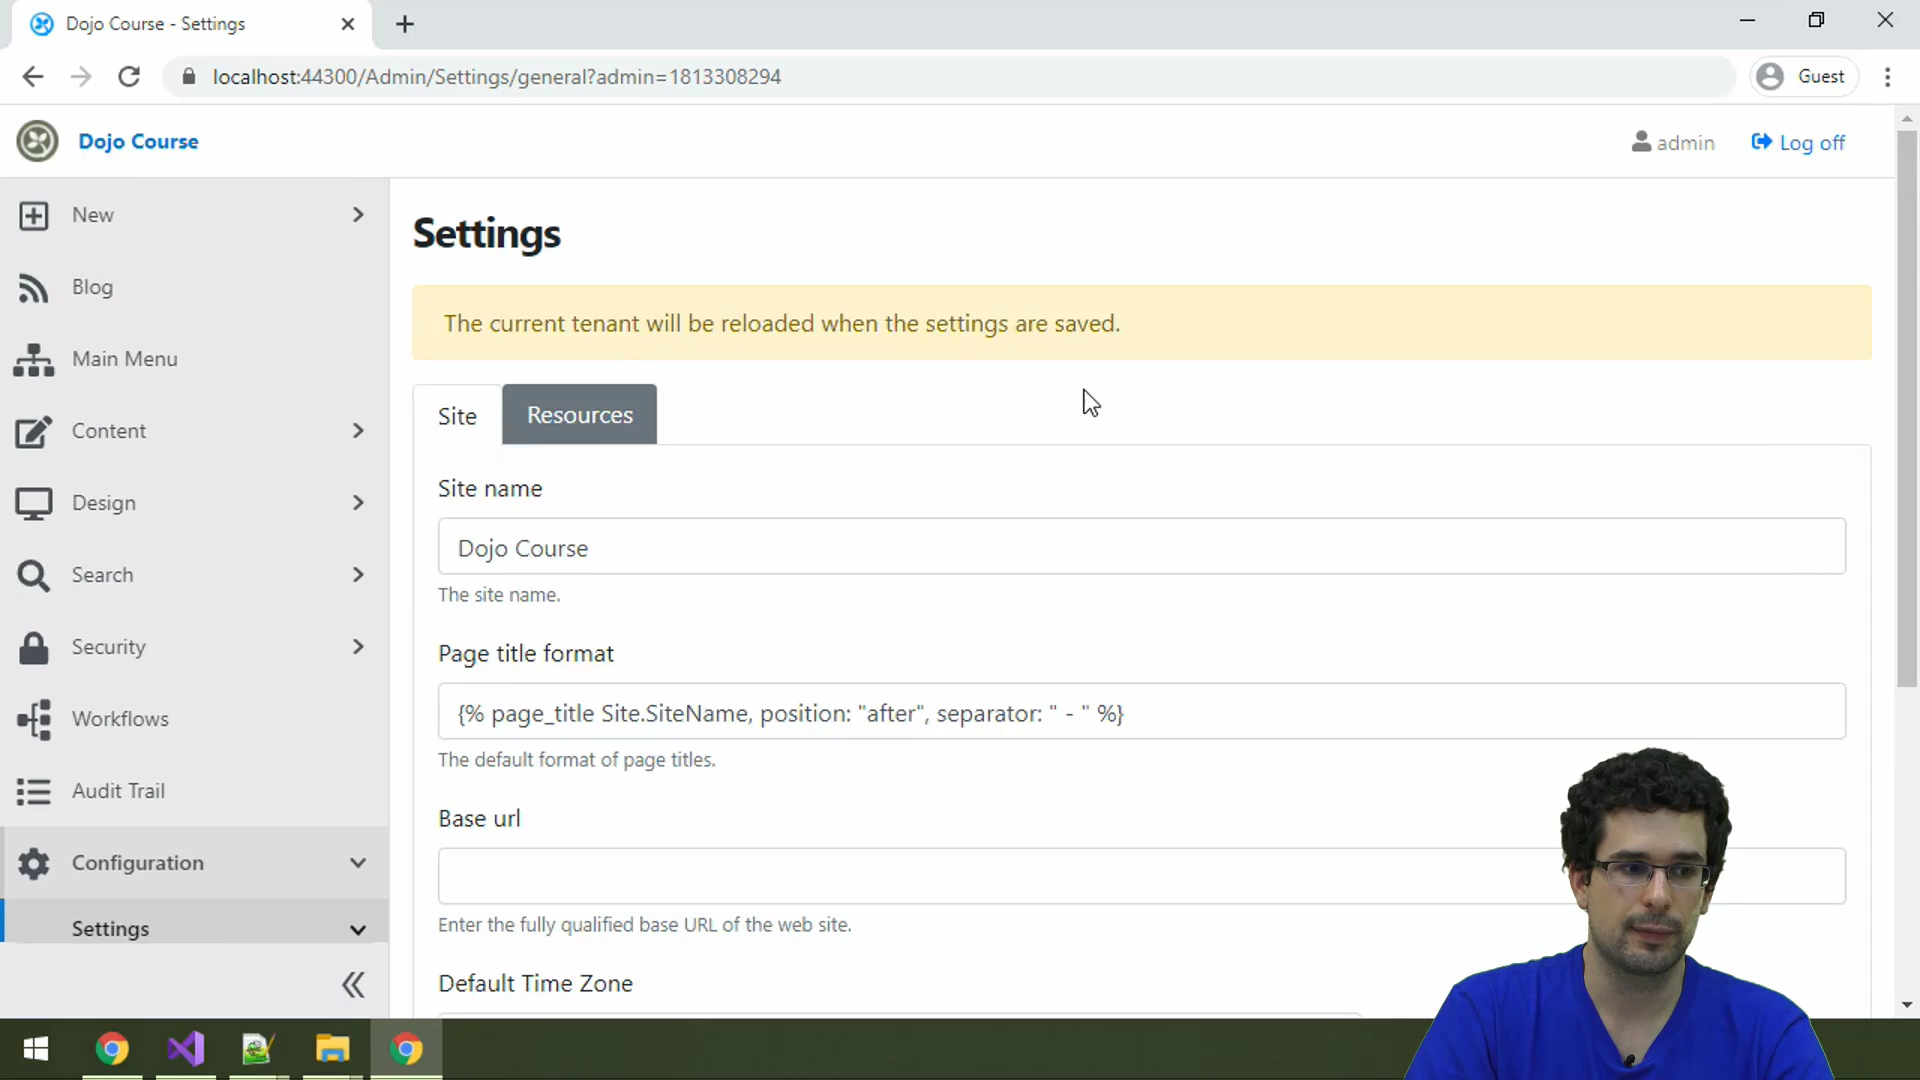 Dojo Course - Settings
localhost:44300/Admin/Settings/general?admin=1813308294
Guest
Dojo Course
admin
Log off
New
Blog
Main Menu
Content
Design
Search
Security
Workflows
Audit Trail
Configuration
Settings
Settings
The current tenant will be reloaded when the settings are saved.
Site
Resources
Site name
Dojo Course
The site name.
Page title format
{% page_title Site.SiteName, position: "after", separator: " - " %}
The default format of page titles.
Base url
Enter the fully qualified base URL of the web site.
Default Time Zone